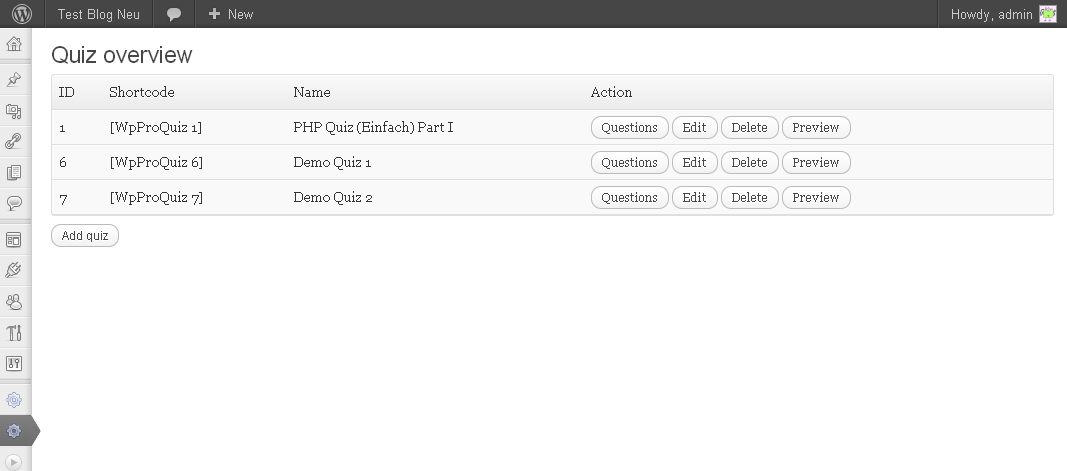 Test Blog Neu New Howdy, admin
Quiz overview
ID Shortcode Name Action
1 [WpProQuiz 1] PHP Quiz (Einfach) Part I Questions Edit Delete Preview
6 [WpProQuiz 6] Demo Quiz 1 Questions Edit Delete Preview
7 [WpProQuiz 7] Demo Quiz 2 Questions Edit Delete Preview
Add quiz